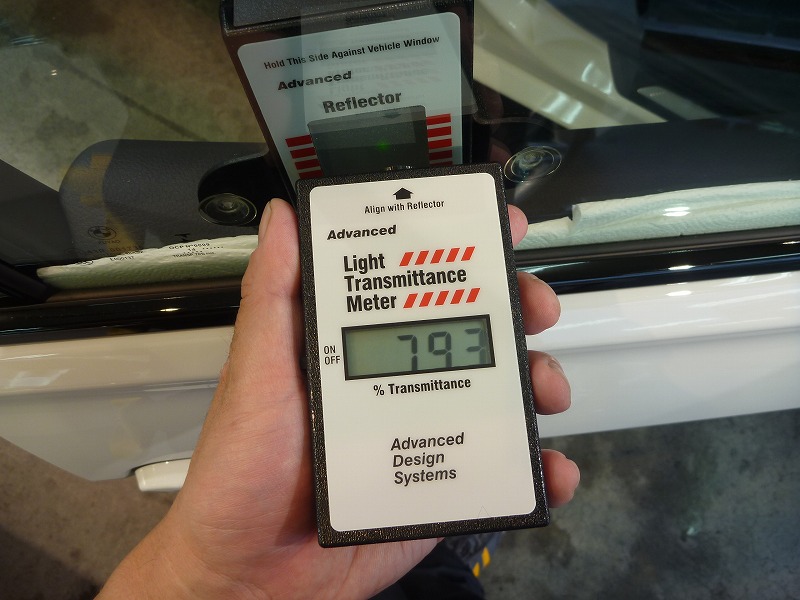 Hold This Side Against Vehicle Window
Advanced
Reflector
Align with Reflector
Advanced
Light
Transmittance
Meter
ON
OFF
793
% Transmittance
Advanced
Design
Systems